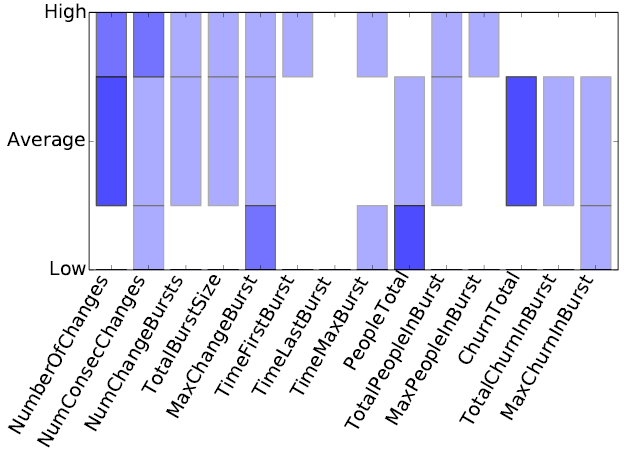 High
Average
Low
NumberOfChanges
NumConsecChanges
NumChangeBursts
TotalBurstSize
MaxChangeBurst
TimeFirstBurst
TimeLastBurst
TimeMaxBurst
PeopleTotal
TotalPeopleInBurst
MaxPeopleInBurst
ChurnTotal
TotalChurnInBurst
MaxChurnInBurst